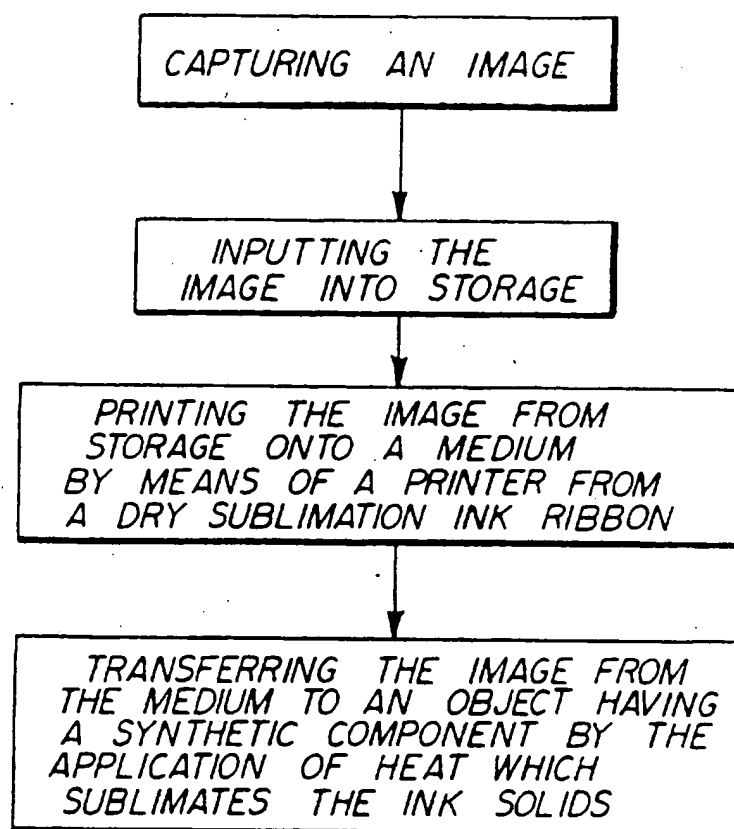 CAPTURING AN IMAGE
INPUTTING THE
IMAGE INTO STORAGE
PRINTING THE IMAGE FROM
STORAGE ONTO A MEDIUM
BY MEANS OF A PRINTER FROM
A DRY SUBLIMATION INK RIBBON
TRANSFERRING THE IMAGE FROM
THE MEDIUM TO AN OBJECT HAVING
A SYNTHETIC COMPONENT BY THE
APPLICATION OF HEAT WHICH
SUBLIMATES THE INK SOLIDS